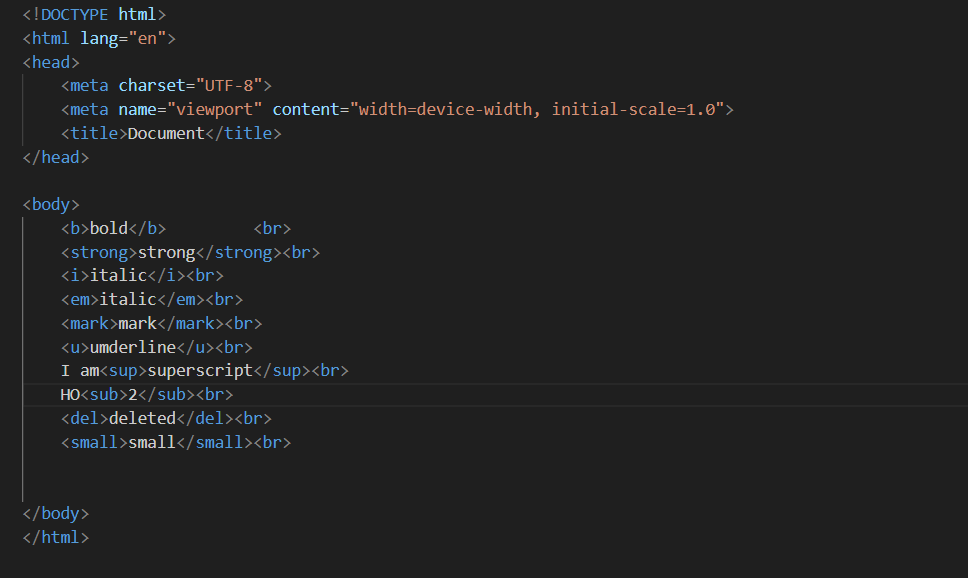 <!DOCTYPE html>
<html lang="en">
<head>
    <meta charset="UTF-8">
    <meta name="viewport" content="width=device-width, initial-scale=1.0">
    <title>Document</title>
</head>

<body>
    <b>bold</b>         <br>
    <strong>strong</strong><br>
    <i>italic</i><br>
    <em>italic</em><br>
    <mark>mark</mark><br>
    <u>umderline</u><br>
    I am<sup>superscript</sup><br>
    HO<sub>2</sub><br>
    <del>deleted</del><br>
    <small>small</small><br>

</body>
</html>